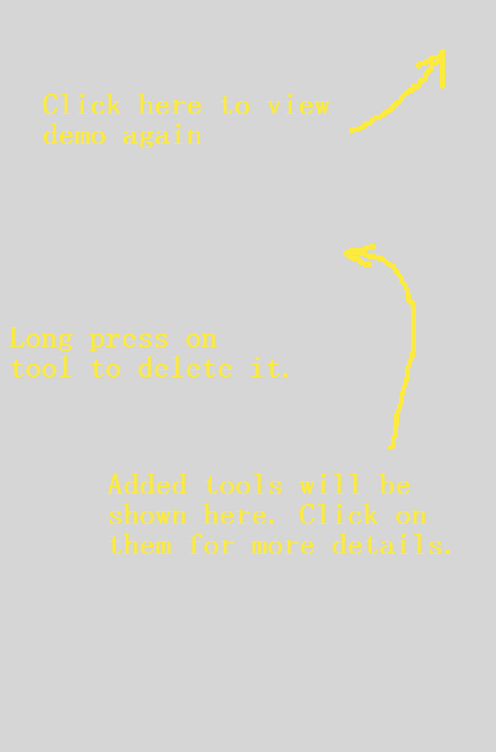 Click here to view
demo again
Long press on
tool to delete it.
Added tools will be
shown here. Click on
them for more details.